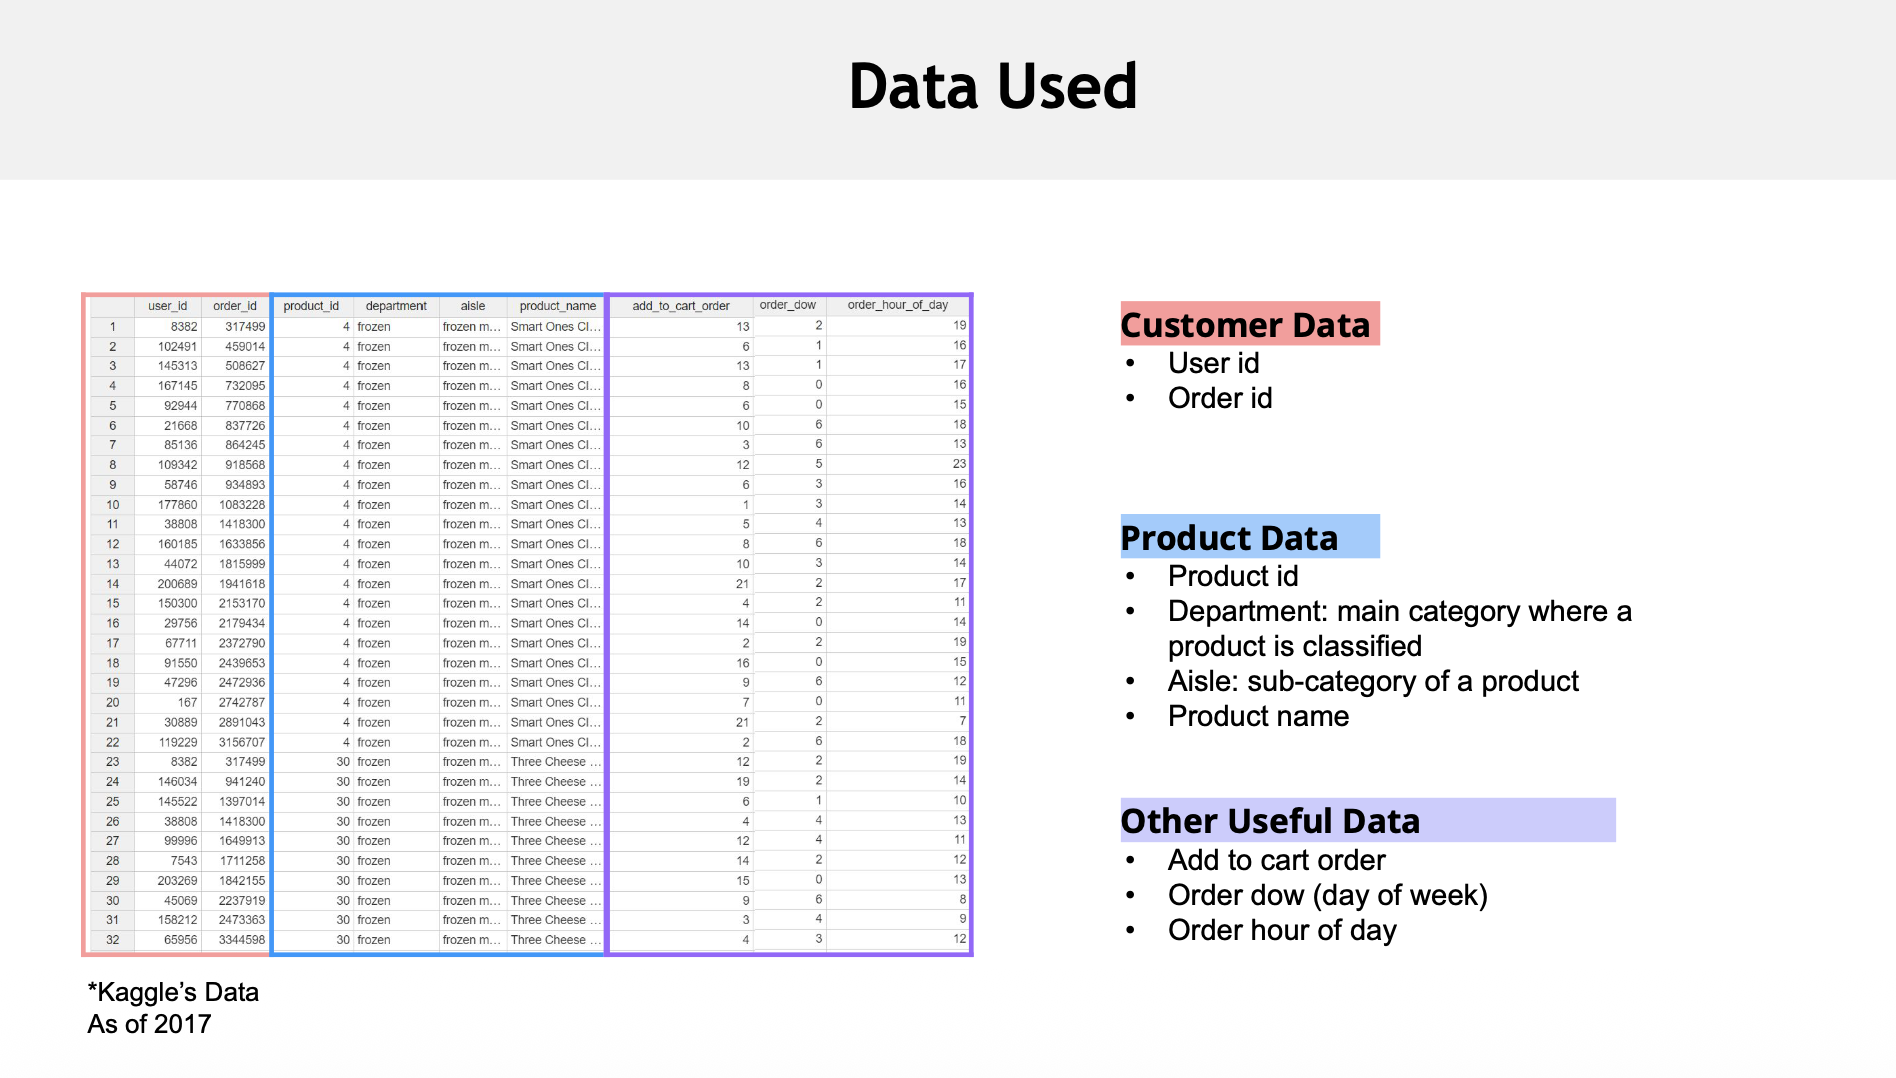 Data Used
user_id order_id product_id department aisle product_name add_to_cart_order order_dow order_hour_of_day
1 8382 317499 4 frozen frozen m... Smart Ones Cl... 13 2 19
2 102491 459014 4 frozen frozen m... Smart Ones Cl... 6 1 16
3 145313 508627 4 frozen frozen m... Smart Ones Cl... 13 1 17
4 167145 732095 4 frozen frozen m... Smart Ones Cl... 8 0 16
5 92944 770868 4 frozen frozen m... Smart Ones Cl... 6 0 15
6 21668 837726 4 frozen frozen m... Smart Ones Cl... 10 6 18
7 85136 864245 4 frozen frozen m... Smart Ones Cl... 3 6 13
8 109342 918568 4 frozen frozen m... Smart Ones Cl... 12 5 23
9 58746 934893 4 frozen frozen m... Smart Ones Cl... 6 3 16
10 177860 1083228 4 frozen frozen m... Smart Ones Cl... 1 3 14
11 38808 1418300 4 frozen frozen m... Smart Ones Cl... 5 4 13
12 160185 1633856 4 frozen frozen m... Smart Ones Cl... 8 6 18
13 44072 1815999 4 frozen frozen m... Smart Ones Cl... 10 3 14
14 200689 1941618 4 frozen frozen m... Smart Ones Cl... 21 2 17
15 150300 2153170 4 frozen frozen m... Smart Ones Cl... 4 2 11
16 29756 2179434 4 frozen frozen m... Smart Ones Cl... 14 0 14
17 67711 2372790 4 frozen frozen m... Smart Ones Cl... 2 2 19
18 91550 2439653 4 frozen frozen m... Smart Ones Cl... 16 0 15
19 47296 2472936 4 frozen frozen m... Smart Ones Cl... 9 6 12
20 167 2742787 4 frozen frozen m... Smart Ones Cl... 7 0 11
21 30889 2891043 4 frozen frozen m... Smart Ones Cl... 21 2 7
22 119229 3156707 4 frozen frozen m... Smart Ones Cl... 2 6 18
23 8382 317499 30 frozen frozen m... Three Cheese ... 12 2 19
24 146034 941240 30 frozen frozen m... Three Cheese ... 19 2 14
25 145522 1397014 30 frozen frozen m... Three Cheese ... 6 1 10
26 38808 1418300 30 frozen frozen m... Three Cheese ... 4 4 13
27 99996 1649913 30 frozen frozen m... Three Cheese ... 12 4 11
28 7543 1711258 30 frozen frozen m... Three Cheese ... 14 2 12
29 203269 1842155 30 frozen frozen m... Three Cheese ... 15 0 13
30 45069 2237919 30 frozen frozen m... Three Cheese ... 9 6 8
31 158212 2473363 30 frozen frozen m... Three Cheese ... 3 4 9
32 65956 3344598 30 frozen frozen m... Three Cheese ... 4 3 12
*Kaggle’s Data
As of 2017
Customer Data
• User id
• Order id
Product Data
• Product id
• Department: main category where a
product is classified
• Aisle: sub-category of a product
• Product name
Other Useful Data
• Add to cart order
• Order dow (day of week)
• Order hour of day